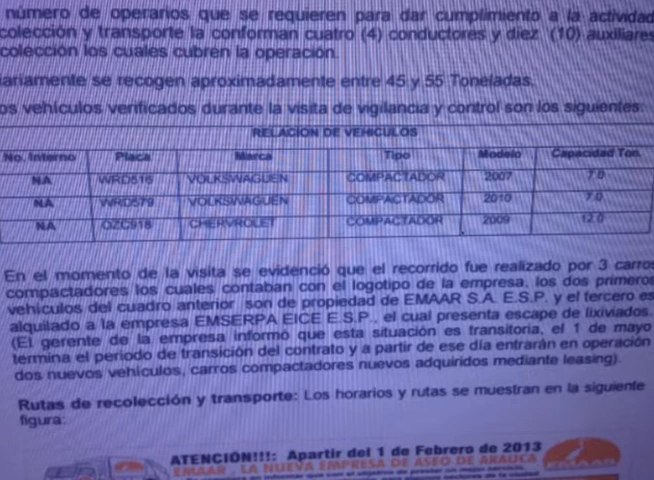 número de operarios que se requieren para dar cumplimiento a la actividad
colección y transporte la conforman cuatro (4) conductores y diez (10) auxiliares
colección los cuales cubren la operación.
ariamente se recogen aproximadamente entre 45 y 55 Toneladas.
os vehículos verificados durante la visita de vigilancia y control son los siguientes:
RELACIÓN DE VEHICULOS
No. Interno Placa Marca Tipo Modelo Capacidad Ton.
NA WRD516 VOLKSWAGUEN COMPACTADOR 2007 7.0
NA WRD579 VOLKSWAGUEN COMPACTADOR 2010 7.0
NA OZC918 CHERVROLET COMPACTADOR 2009 12.0
En el momento de la visita se evidenció que el recorrido fue realizado por 3 carros
compactadores los cuales contaban con el logotipo de la empresa, los dos primeros
vehículos del cuadro anterior son de propiedad de EMAAR S.A. E.S.P. y el tercero es
alquilado a la empresa EMSERPA EICE E.S.P., el cual presenta escape de lixiviados.
(El gerente de la empresa informó que esta situación es transitoria, el 1 de mayo
termina el periodo de transición del contrato y a partir de ese día entrarán en operación
dos nuevos vehículos, carros compactadores nuevos adquiridos mediante leasing).
Rutas de recolección y transporte: Los horarios y rutas se muestran en la siguiente
figura:
ATENCIÓN!!!: Apartir del 1 de Febrero de 2013
EMAAR, LA NUEVA EMPRESA DE ASEO DE ARAUCA
EMAAR